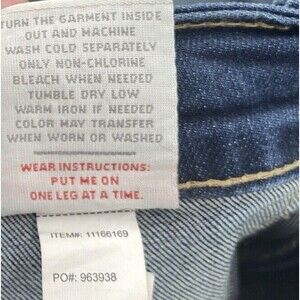 TURN THE GARMENT INSIDE
OUT AND MACHINE
WASH COLD SEPARATELY
ONLY NON-CHLORINE
BLEACH WHEN NEEDED
TUMBLE DRY LOW
WARM IRON IF NEEDED
COLOR MAY TRANSFER
WHEN WORN OR WASHED
WEAR INSTRUCTIONS:
PUT ME ON
ONE LEG AT A TIME.
ITEM#: 11166169
PO#: 963938